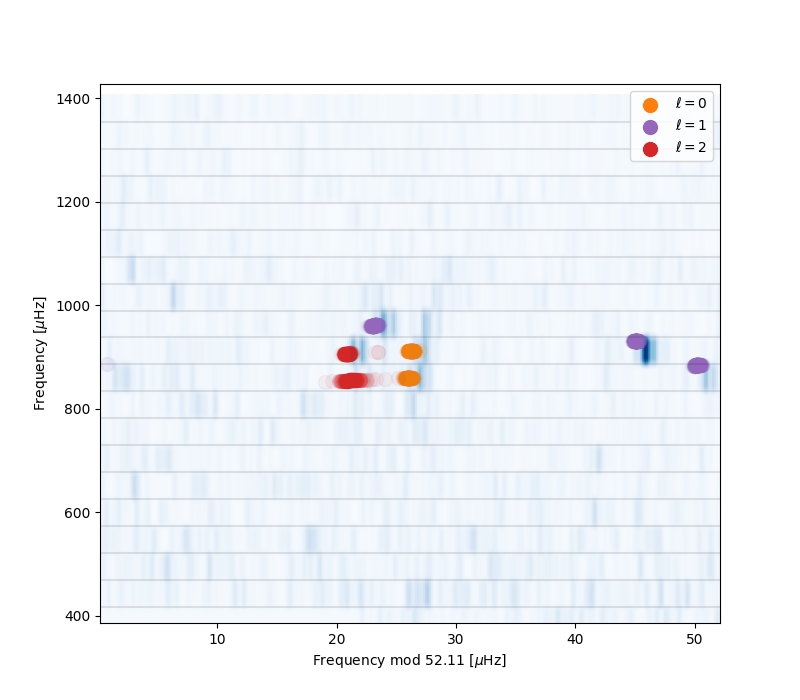 1400
1200
1000
800
600
400
Frequency [μHz]
ℓ = 0
ℓ = 1
ℓ = 2
10 20 30 40 50
Frequency mod 52.11 [μHz]